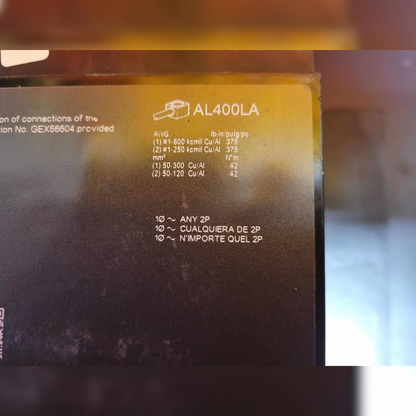 on of connections of the
tion No. GEX56604 provided
AL400LA
AWG lb-in/pulg/po
(1) #1-600 kcmil Cu/Al 375
(2) #1-250 kcmil Cu/Al 375
mm² N*m
(1) 50-300 Cu/Al 42
(2) 50-120 Cu/Al 42
1Ø ~ ANY 2P
1Ø ~ CUALQUIERA DE 2P
1Ø ~ N'IMPORTE QUEL 2P